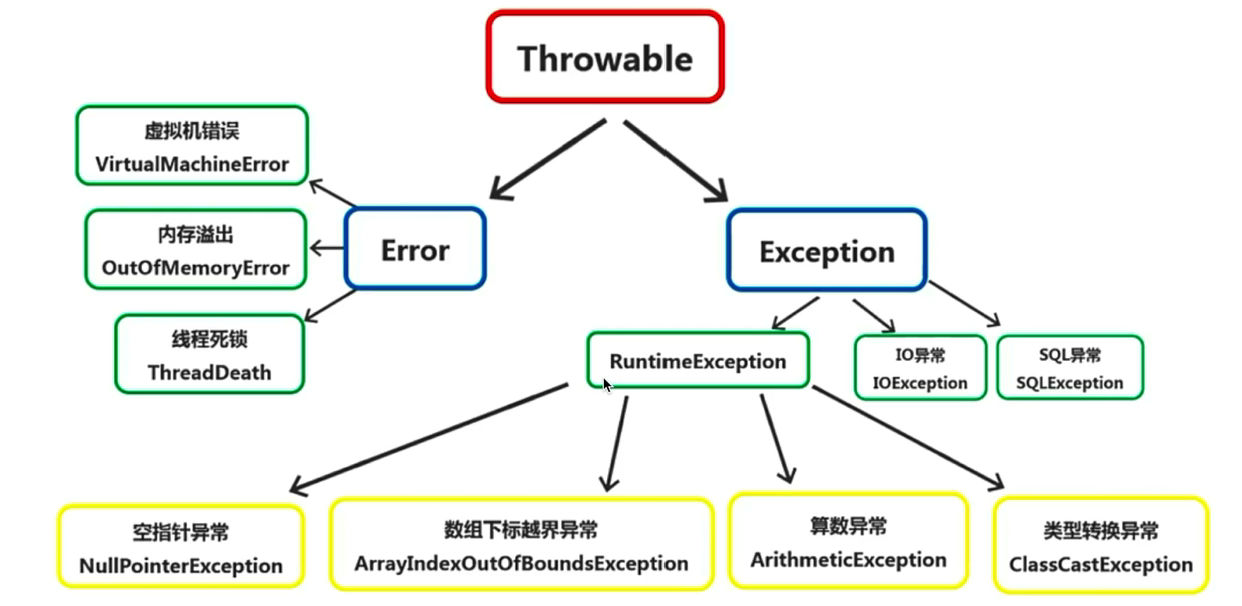 Throwable
虚拟机错误
VirtualMachineError
内存溢出
OutOfMemoryError
线程死锁
ThreadDeath
Error
Exception
RuntimeException
IO异常
IOException
SQL异常
SQLException
空指针异常
NullPointerException
数组下标越界异常
ArrayIndexOutOfBoundsException
算数异常
ArithmeticException
类型转换异常
ClassCastException